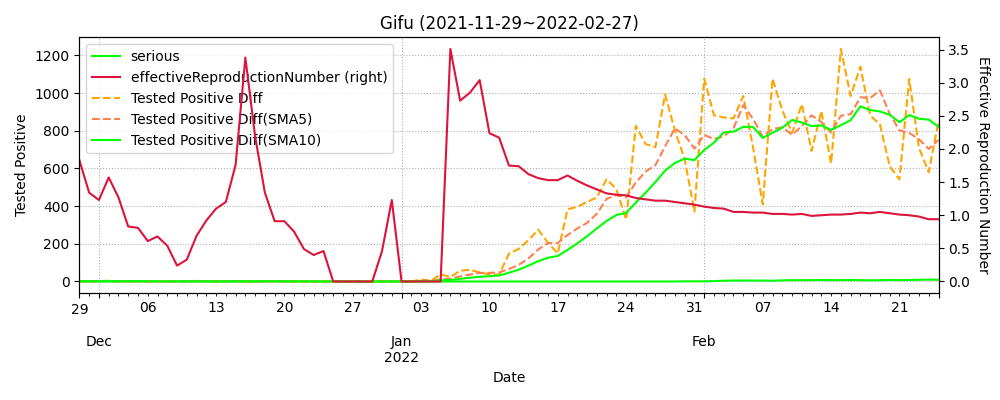 Gifu (2021-11-29~2022-02-27)
serious
effectiveReproductionNumber (right)
Tested Positive Diff
Tested Positive Diff(SMA5)
Tested Positive Diff(SMA10)
Tested Positive
1200
1000
800
600
400
200
0
Effective Reproduction Number
3.5
3.0
2.5
2.0
1.5
1.0
0.5
0.0
29 06 13 20 27 03 10 17 24 31 07 14 21
Dec Jan Feb
2022
Date